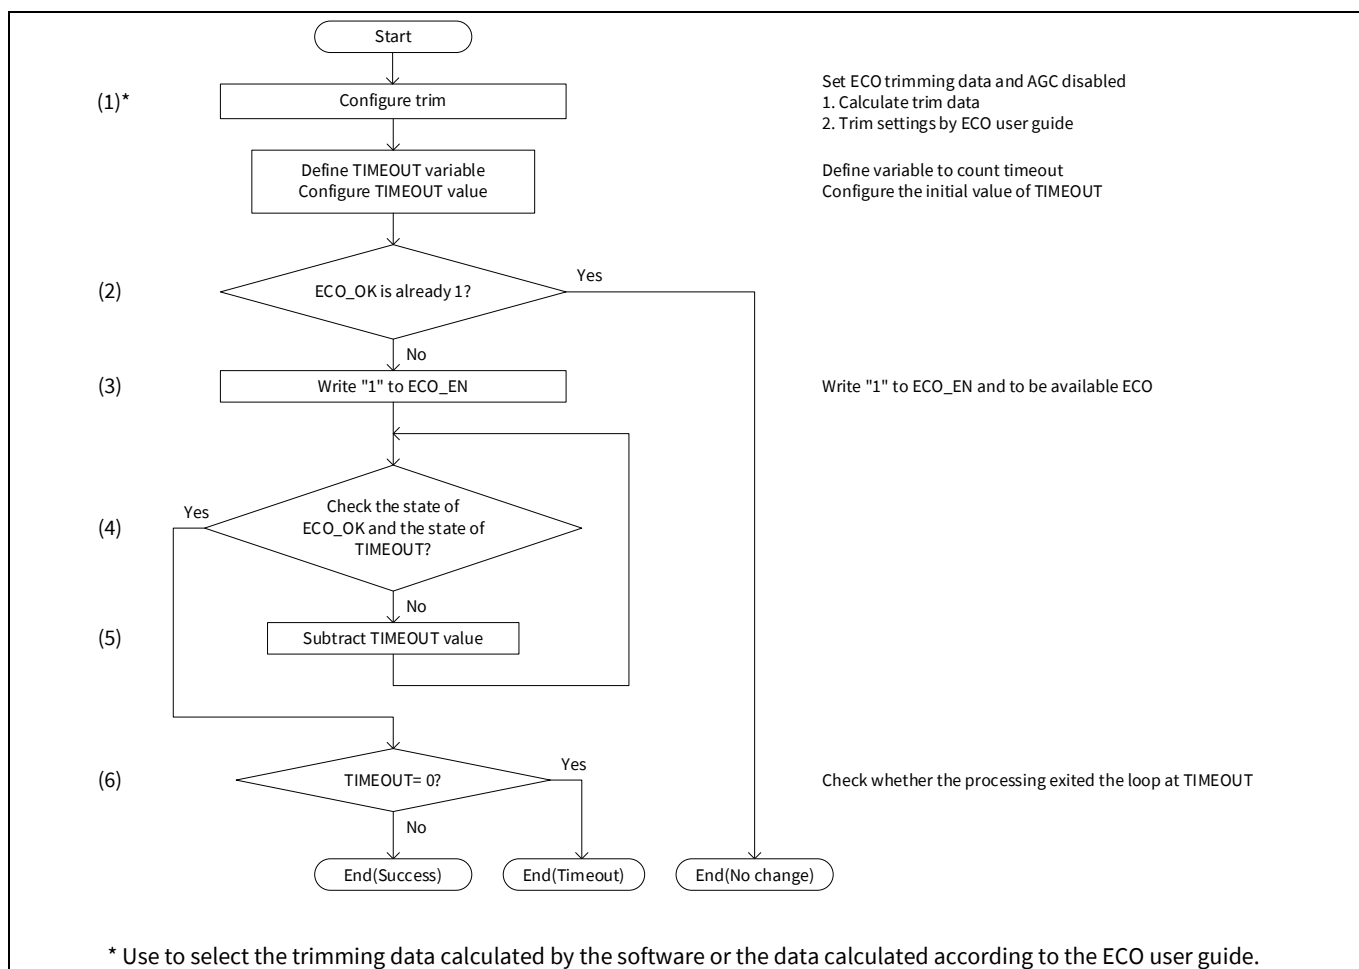 Start
(1)*
Configure trim
Set ECO trimming data and AGC disabled
1. Calculate trim data
2. Trim settings by ECO user guide
Define TIMEOUT variable
Configure TIMEOUT value
Define variable to count timeout
Configure the initial value of TIMEOUT
(2)
ECO_OK is already 1?
Yes
No
(3)
Write "1" to ECO_EN
Write "1" to ECO_EN and to be available ECO
(4)
Yes
Check the state of
ECO_OK and the state of
TIMEOUT?
No
(5)
Subtract TIMEOUT value
(6)
TIMEOUT= 0?
Yes
Check whether the processing exited the loop at TIMEOUT
No
End(Success)
End(Timeout)
End(No change)
* Use to select the trimming data calculated by the software or the data calculated according to the ECO user guide.